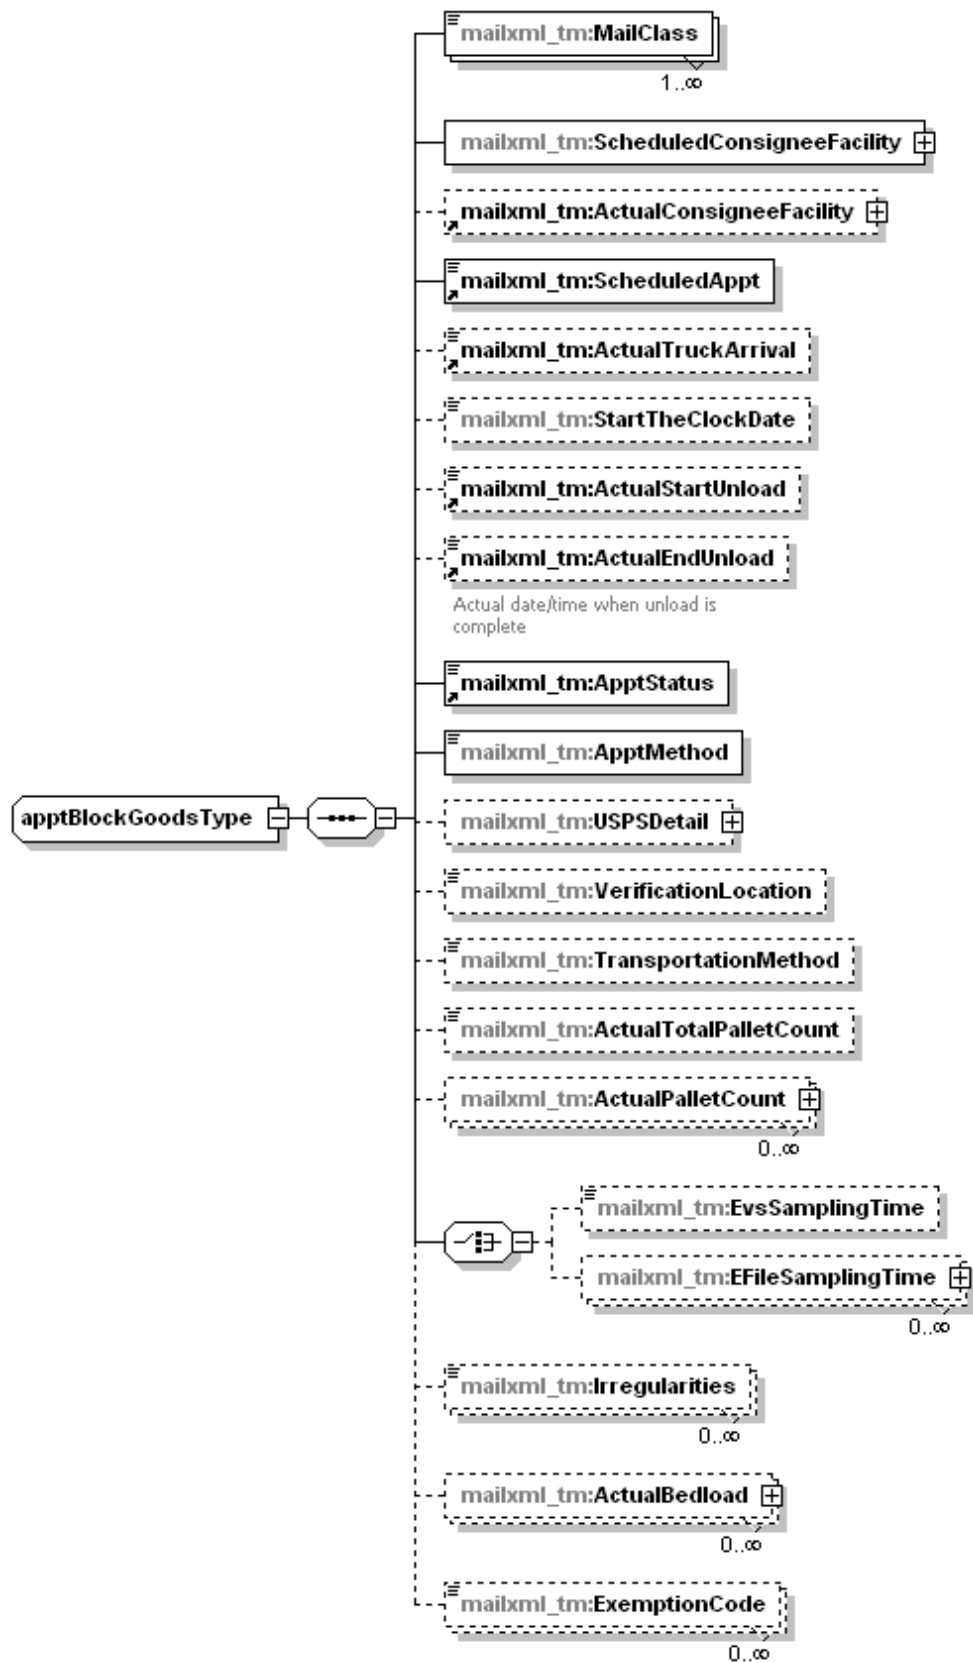 mailxml_tm:MailClass
1..∞
mailxml_tm:ScheduledConsigneeFacility
mailxml_tm:ActualConsigneeFacility
mailxml_tm:ScheduledAppt
mailxml_tm:ActualTruckArrival
mailxml_tm:StartTheClockDate
mailxml_tm:ActualStartUnload
mailxml_tm:ActualEndUnload
Actual date/time when unload is
complete
mailxml_tm:ApptStatus
mailxml_tm:ApptMethod
apptBlockGoodsType
mailxml_tm:USPSDetail
mailxml_tm:VerificationLocation
mailxml_tm:TransportationMethod
mailxml_tm:ActualTotalPalletCount
mailxml_tm:ActualPalletCount
0..∞
mailxml_tm:EvsSamplingTime
mailxml_tm:EFileSamplingTime
0..∞
mailxml_tm:Irregularities
0..∞
mailxml_tm:ActualBedload
0..∞
mailxml_tm:ExemptionCode
0..∞